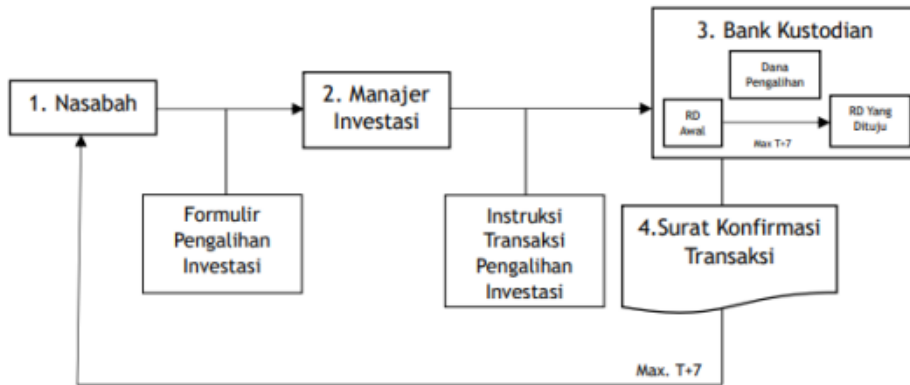 1. Nasabah
2. Manajer
Investasi
3. Bank Kustodian
Dana
Pengalihan
RD
Awal
RD Yang
Dituju
Max T+7
Formulir
Pengalihan
Investasi
Instruksi
Transaksi
Pengalihan
Investasi
4.Surat Konfirmasi
Transaksi
Max. T+7